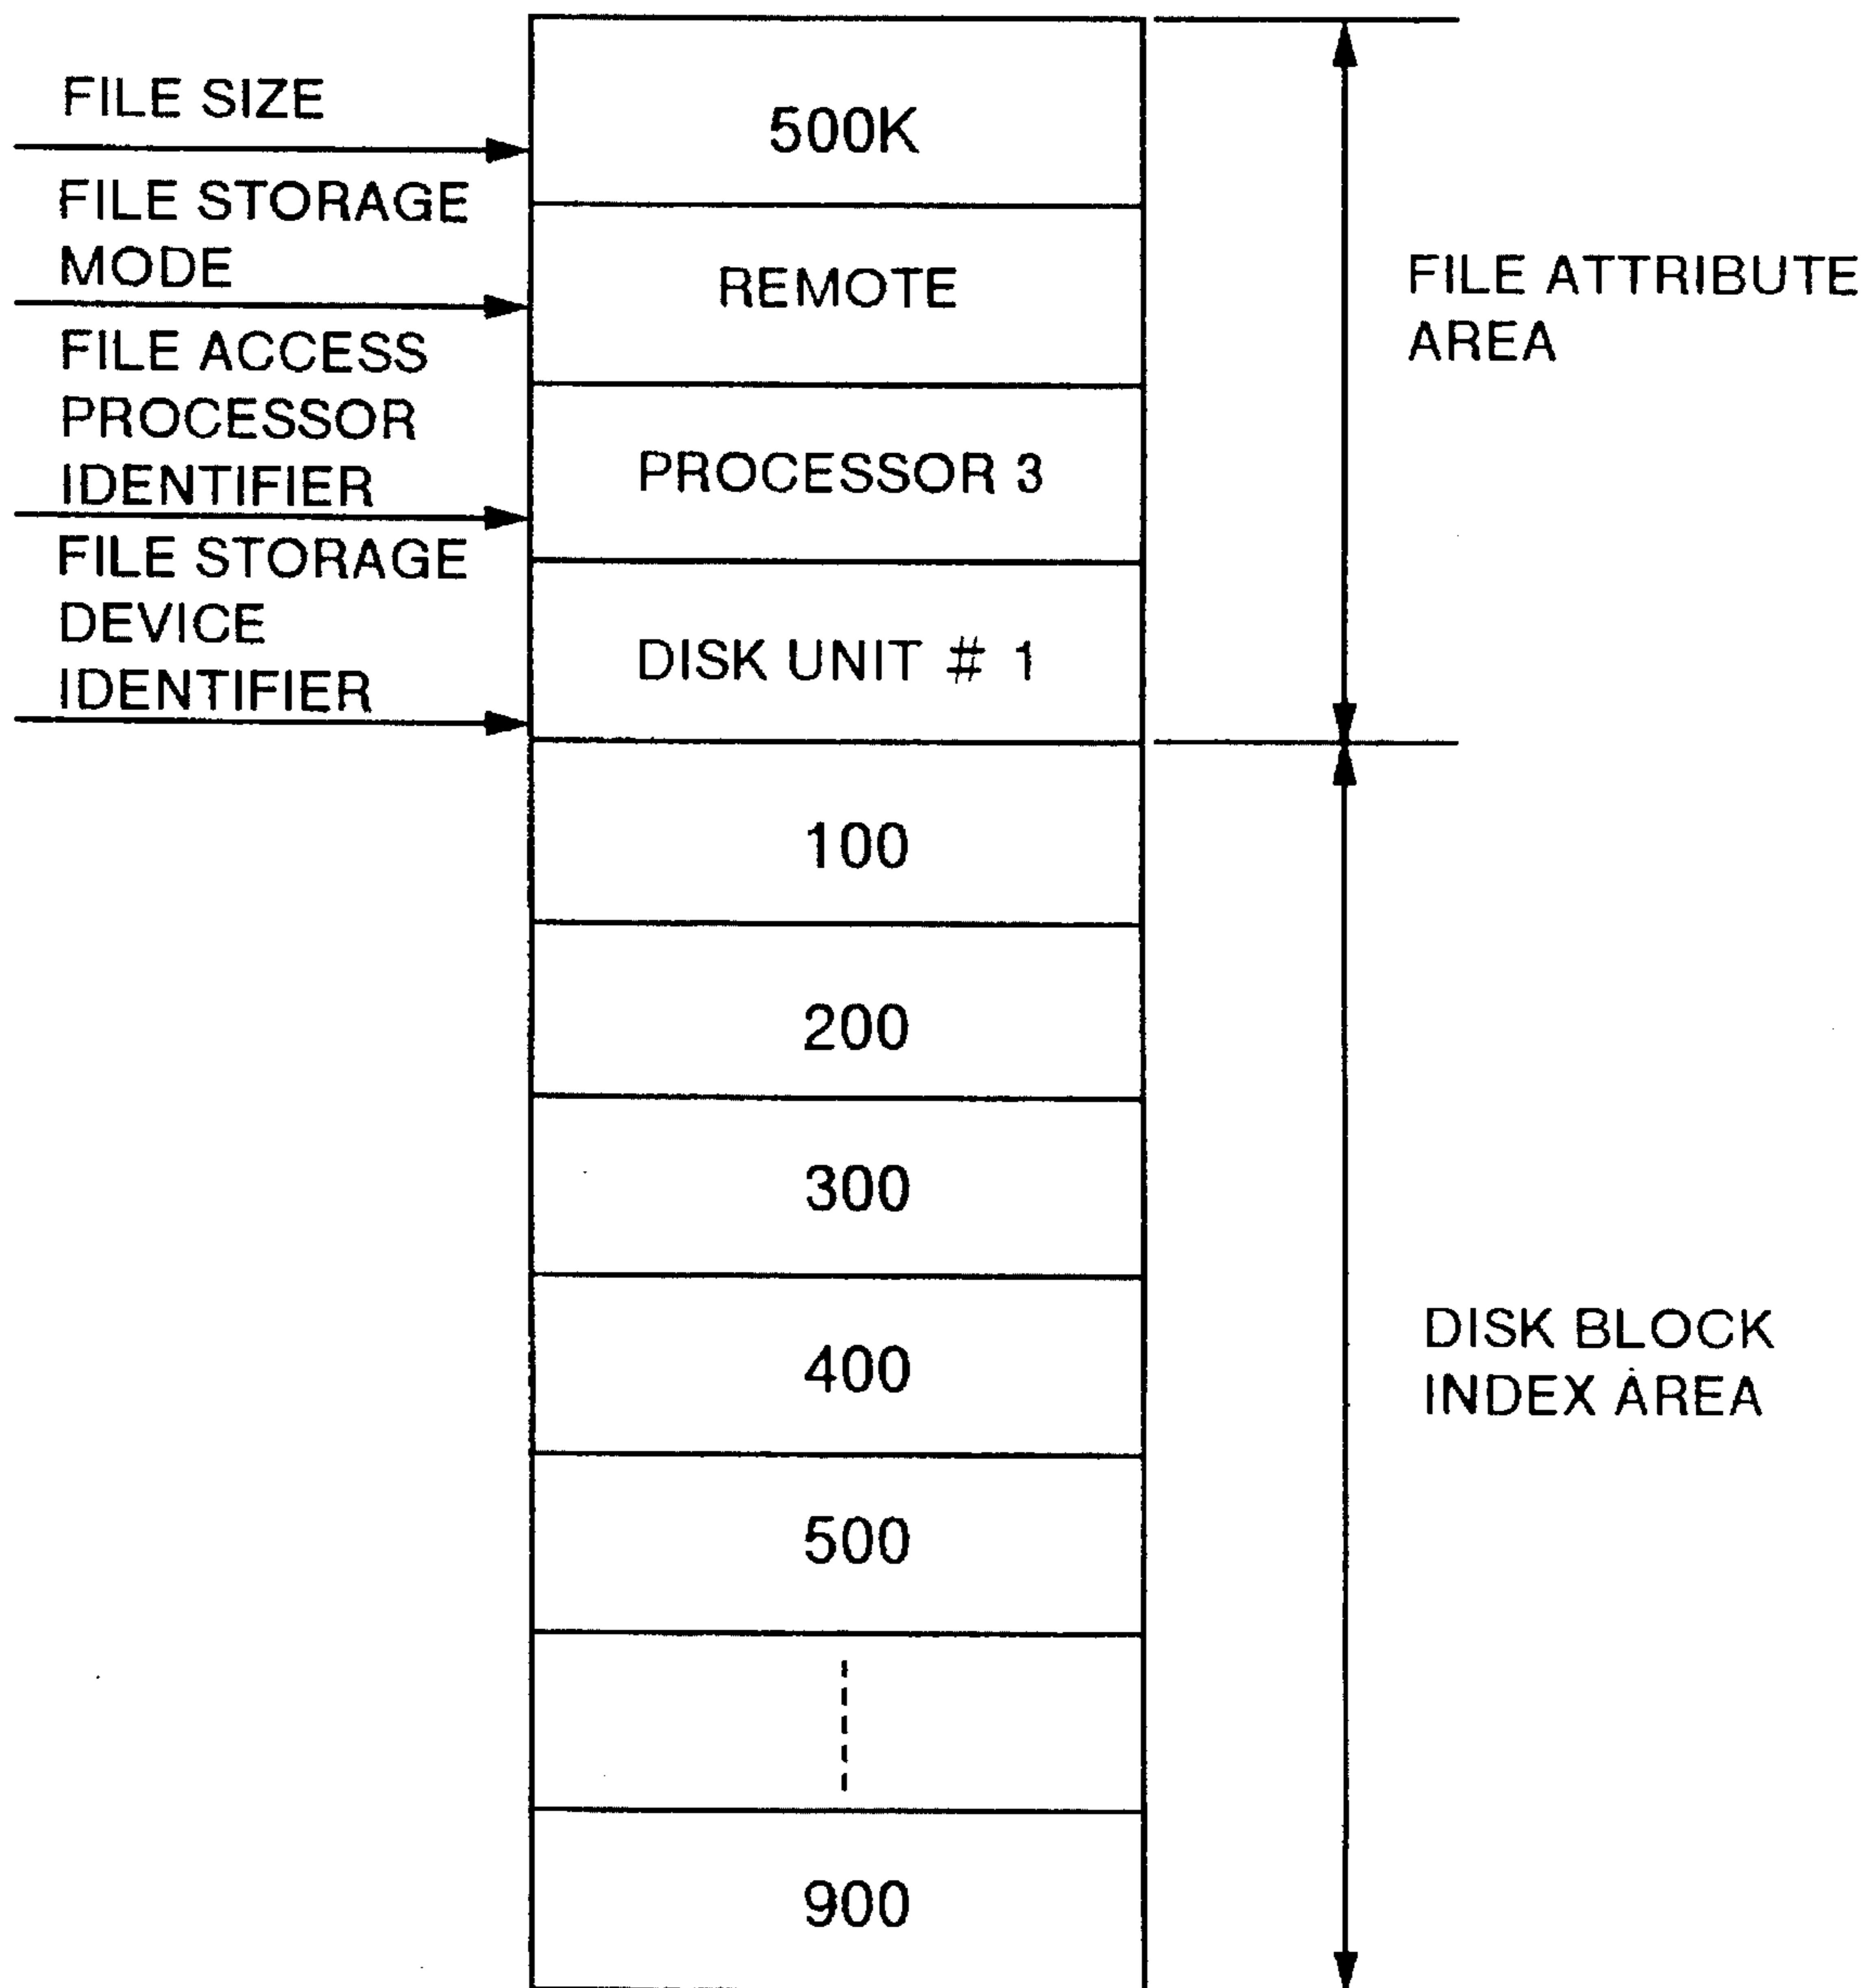 FILE SIZE
500K
FILE STORAGE
MODE
REMOTE
FILE ATTRIBUTE
AREA
FILE ACCESS
PROCESSOR
IDENTIFIER
PROCESSOR 3
FILE STORAGE
DEVICE
IDENTIFIER
DISK UNIT # 1
100
200
300
400
500
900
DISK BLOCK
INDEX AREA